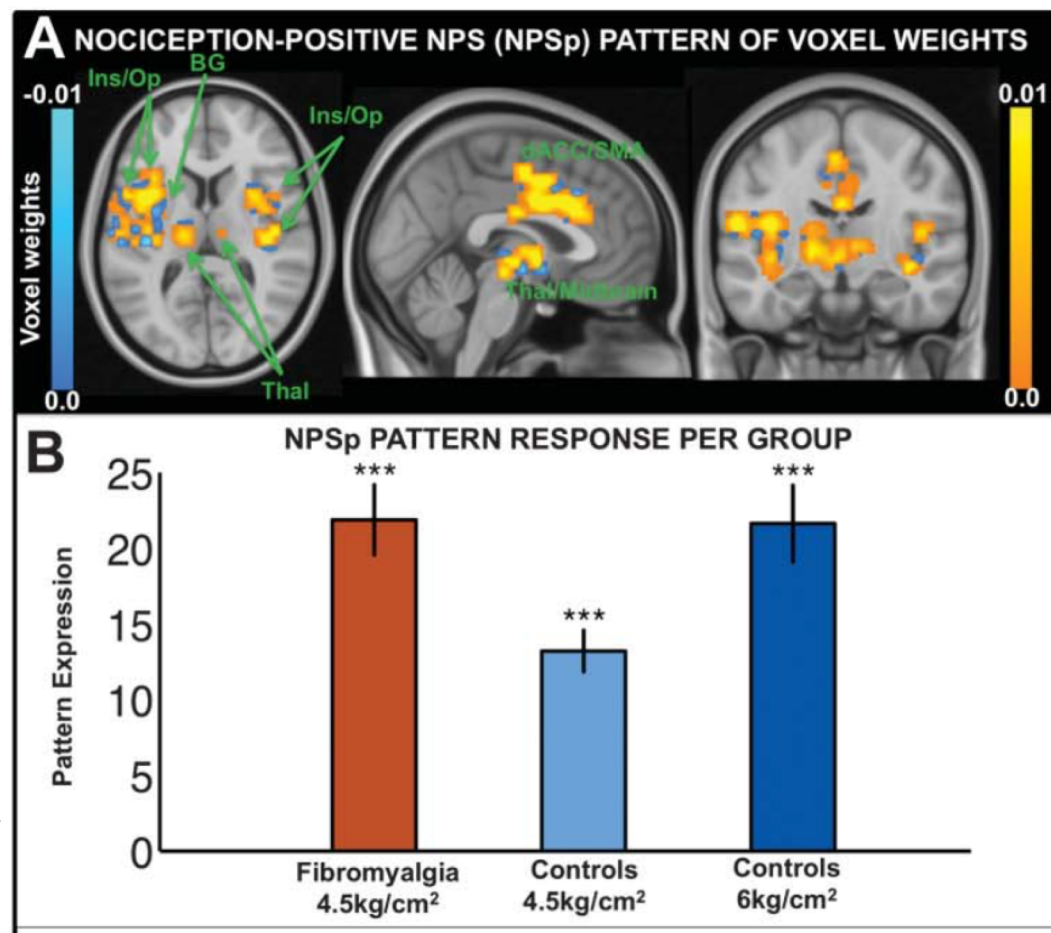 A NOCICEPTION-POSITIVE NPS (NPSp) PATTERN OF VOXEL WEIGHTS
BG
Ins/Op
-0.01
0.01
Ins/Op
dACC/SMA
Voxel weights
Thal/Midbrain
Thal
0.0
0.0
B NPSp PATTERN RESPONSE PER GROUP
25
20
15
10
5
0
Pattern Expression
***
***
***
Fibromyalgia
4.5kg/cm²
Controls
4.5kg/cm²
Controls
6kg/cm²